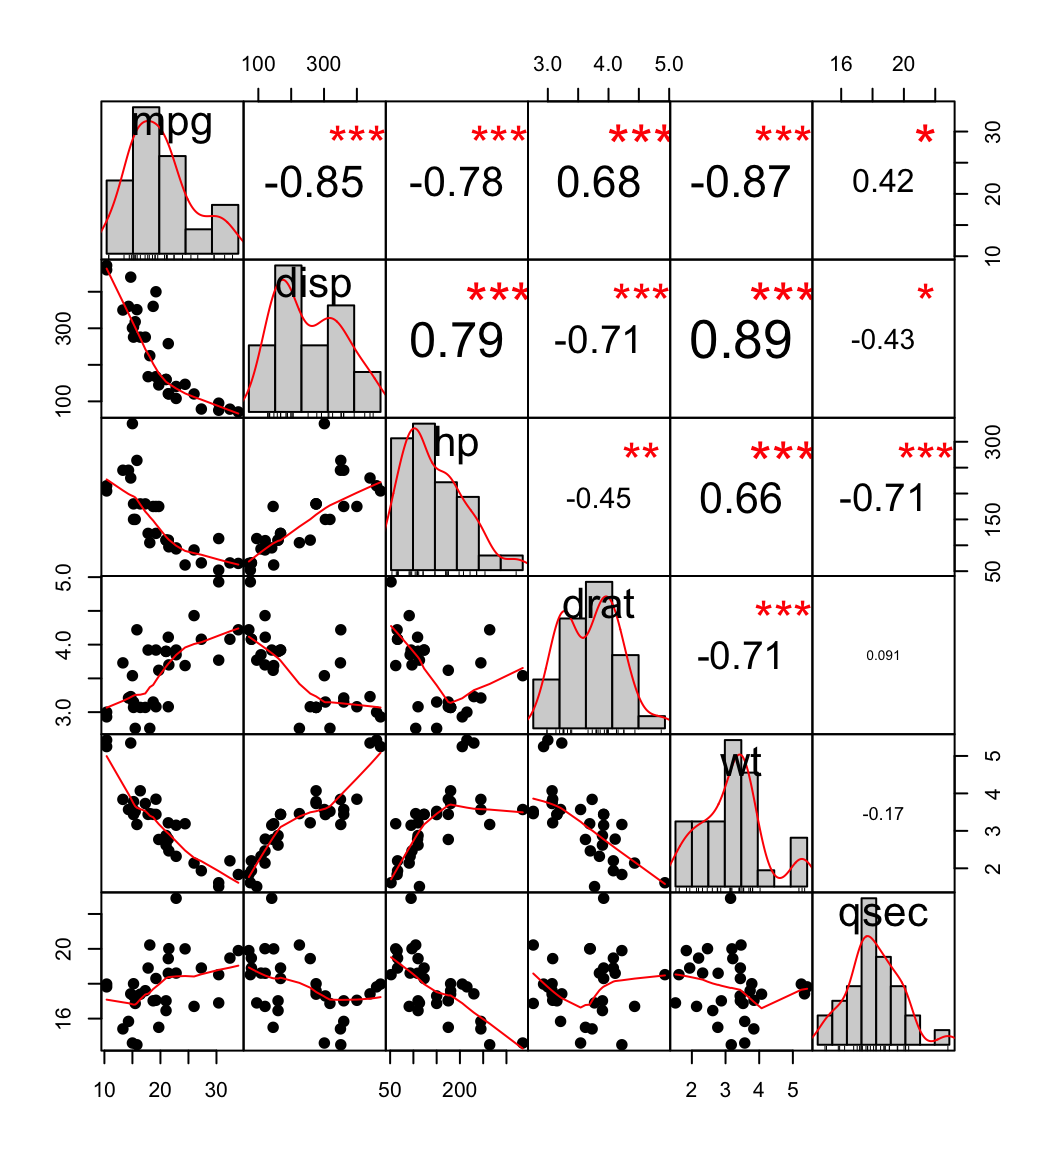 100 300 3.0 4.0 5.0 16 20
mpg *** -0.85 *** -0.78 *** 0.68 *** -0.87 * 0.42 10 20 30
100 300 disp *** 0.79 *** -0.71 *** 0.89 * -0.43
hp ** -0.45 *** 0.66 *** -0.71 50 150 300
3.0 4.0 5.0 drat *** -0.71 0.091
wt -0.17 2 3 4 5
16 20 qsec
10 20 30 50 200 2 3 4 5